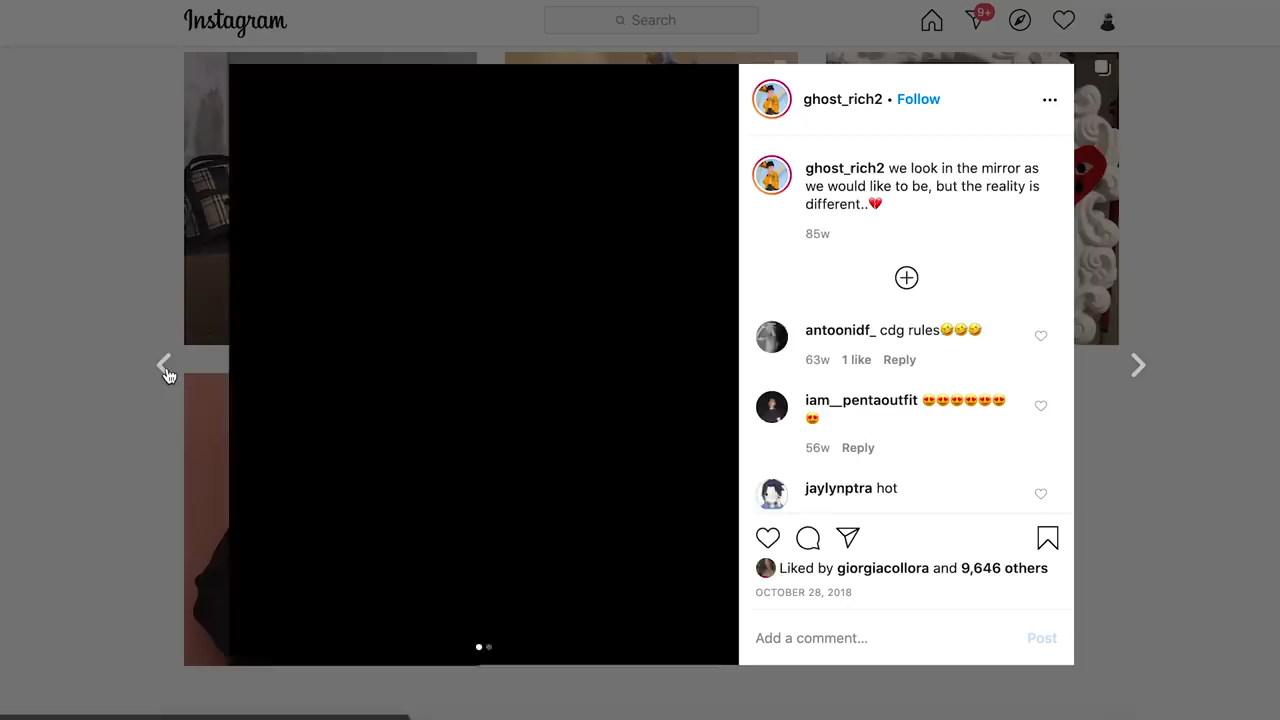 Instagram
Search
9+
ghost_rich2 • Follow
ghost_rich2 we look in the mirror as
we would like to be, but the reality is
different..💔
85w
antoonidf_ cdg rules🤣🤣🤣
63w 1 like Reply
iam__pentaoutfit 😍😍😍😍😍😍
😍
56w Reply
jaylynptra hot
Liked by giorgiacollora and 9,646 others
OCTOBER 28, 2018
Add a comment...
Post